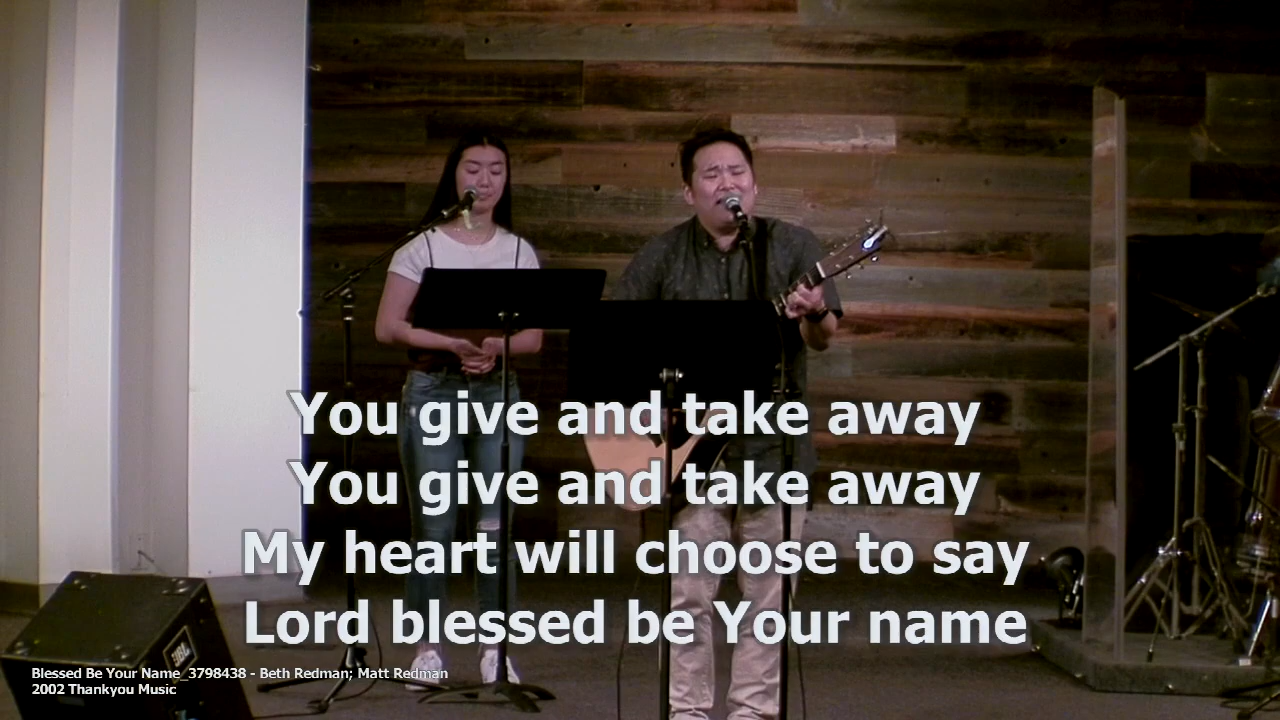 You give and take away
You give and take away
My heart will choose to say
Lord blessed be Your name
JBL
Blessed Be Your Name_3798438 - Beth Redman; Matt Redman
2002 Thankyou Music